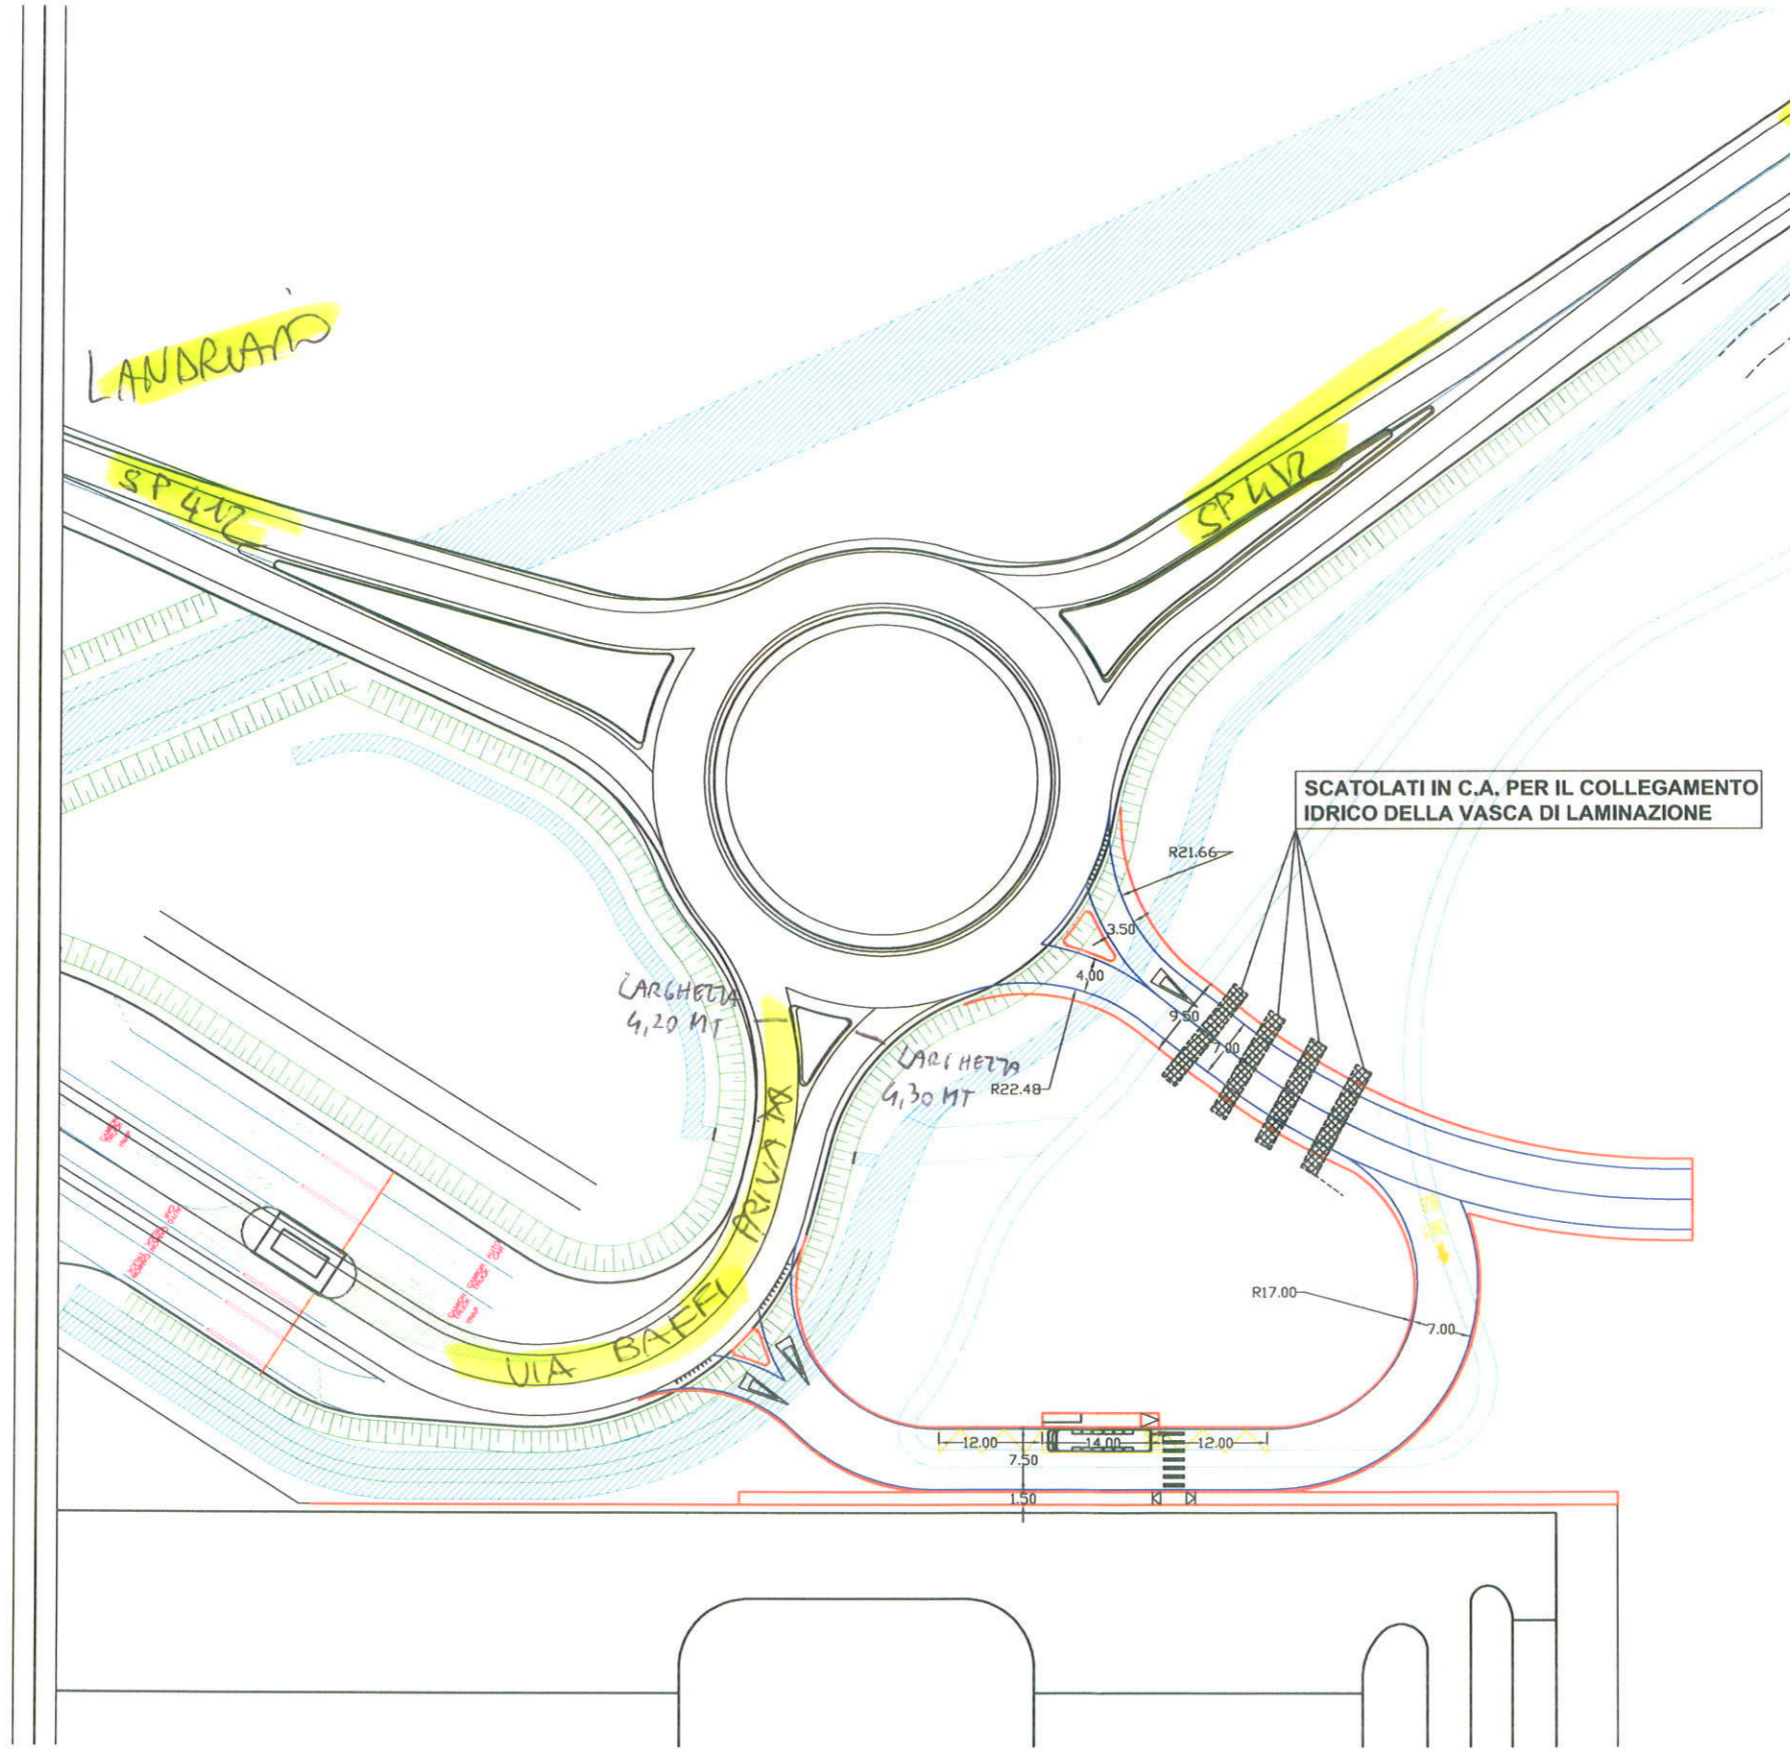 LANDRIANO
SP 412
SP 412
SCATOLATI IN C.A. PER IL COLLEGAMENTO
IDRICO DELLA VASCA DI LAMINAZIONE
R21.66
3.50
4.00
LARGHEZZA
4,20 MT
9.50
7.00
LARGHEZZA
4,30 MT
R22.48
PRIVATA
R17.00
7.00
VIA
12.00
14.00
12.00
7.50
1.50